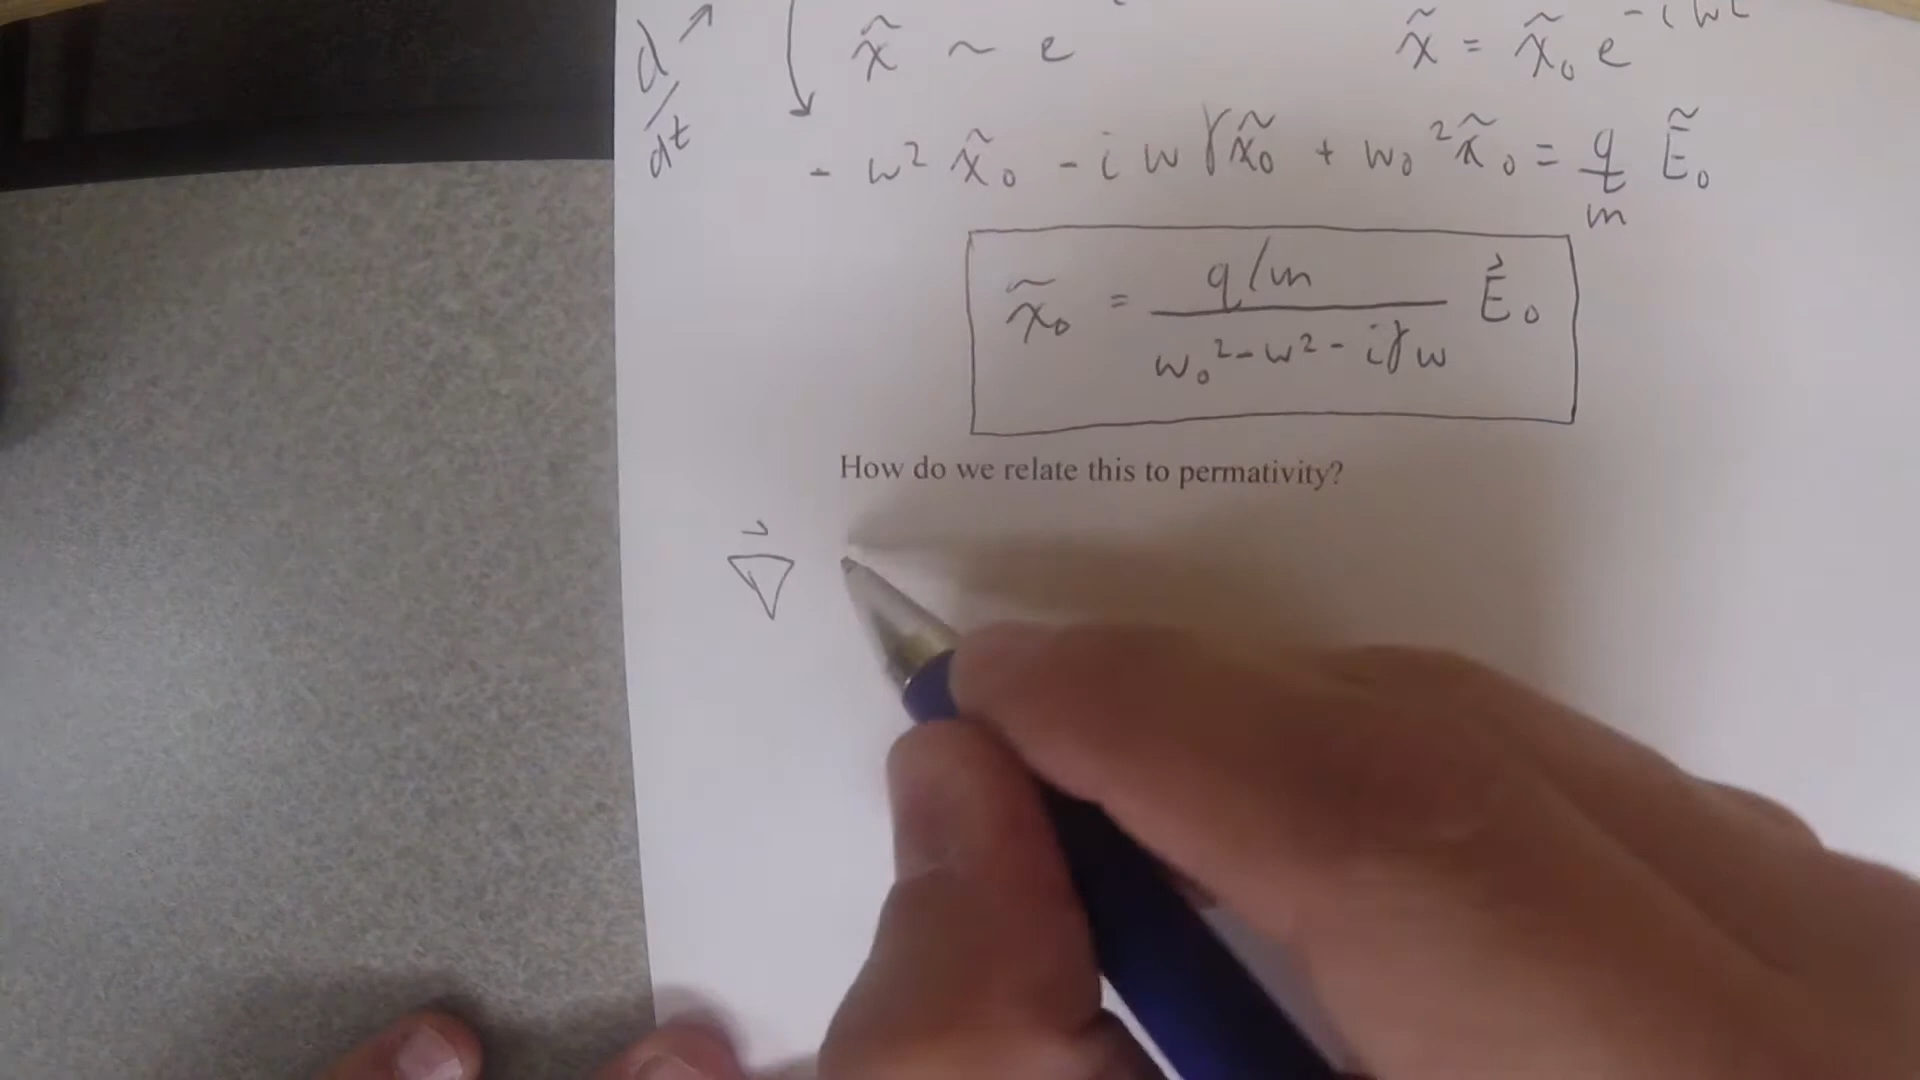 d/dt x̃ ~ e x̃ = x̃₀ e^-iωt
- ω² x̃₀ - iωγx̃₀ + ω₀²x̃₀ = q/m Ẽ₀
x̃₀ = q/m / (ω₀² - ω² - iγω) E⃗₀
How do we relate this to permativity?
∇⃗